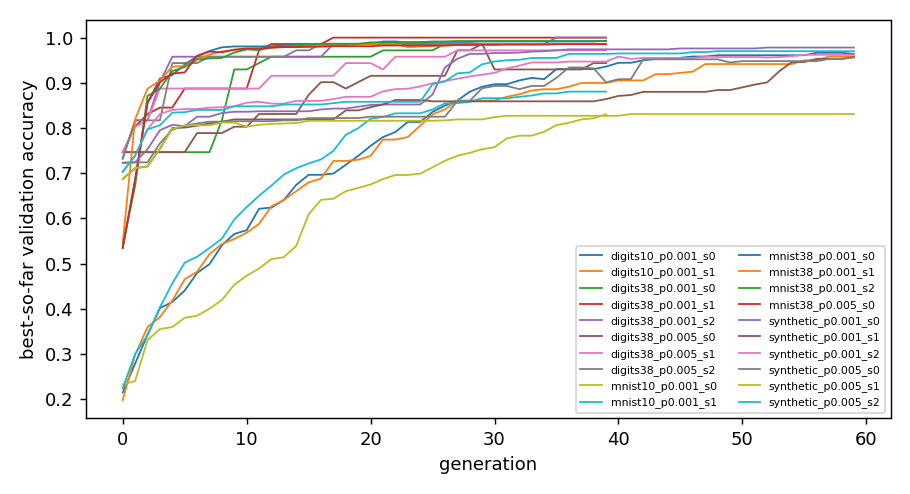 1.0
0.9
0.8
0.7
0.6
0.5
0.4
0.3
0.2
best-so-far validation accuracy
0 10 20 30 40 50 60
generation
digits10_p0.001_s0
digits10_p0.001_s1
digits38_p0.001_s0
digits38_p0.001_s1
digits38_p0.001_s2
digits38_p0.005_s0
digits38_p0.005_s1
digits38_p0.005_s2
mnist10_p0.001_s0
mnist10_p0.001_s1
mnist38_p0.001_s0
mnist38_p0.001_s1
mnist38_p0.001_s2
mnist38_p0.005_s0
synthetic_p0.001_s0
synthetic_p0.001_s1
synthetic_p0.001_s2
synthetic_p0.005_s0
synthetic_p0.005_s1
synthetic_p0.005_s2